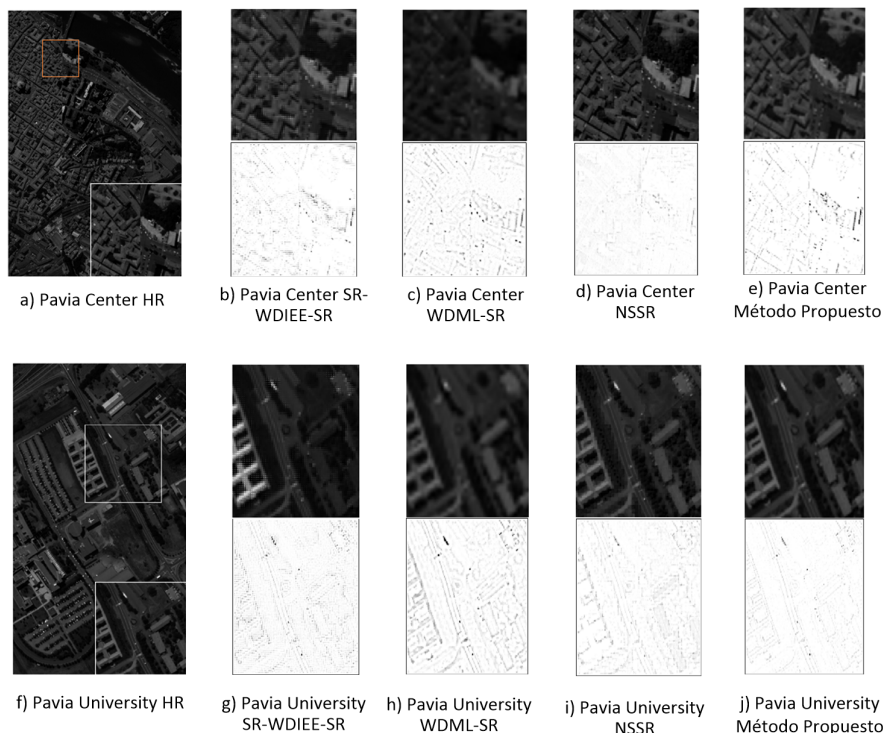 a) Pavia Center HR
b) Pavia Center SR-
WDIEE-SR
c) Pavia Center
WDML-SR
d) Pavia Center
NSSR
e) Pavia Center
Método Propuesto
f) Pavia University HR
g) Pavia University
SR-WDIEE-SR
h) Pavia University
WDML-SR
i) Pavia University
NSSR
j) Pavia University
Método Propuesto